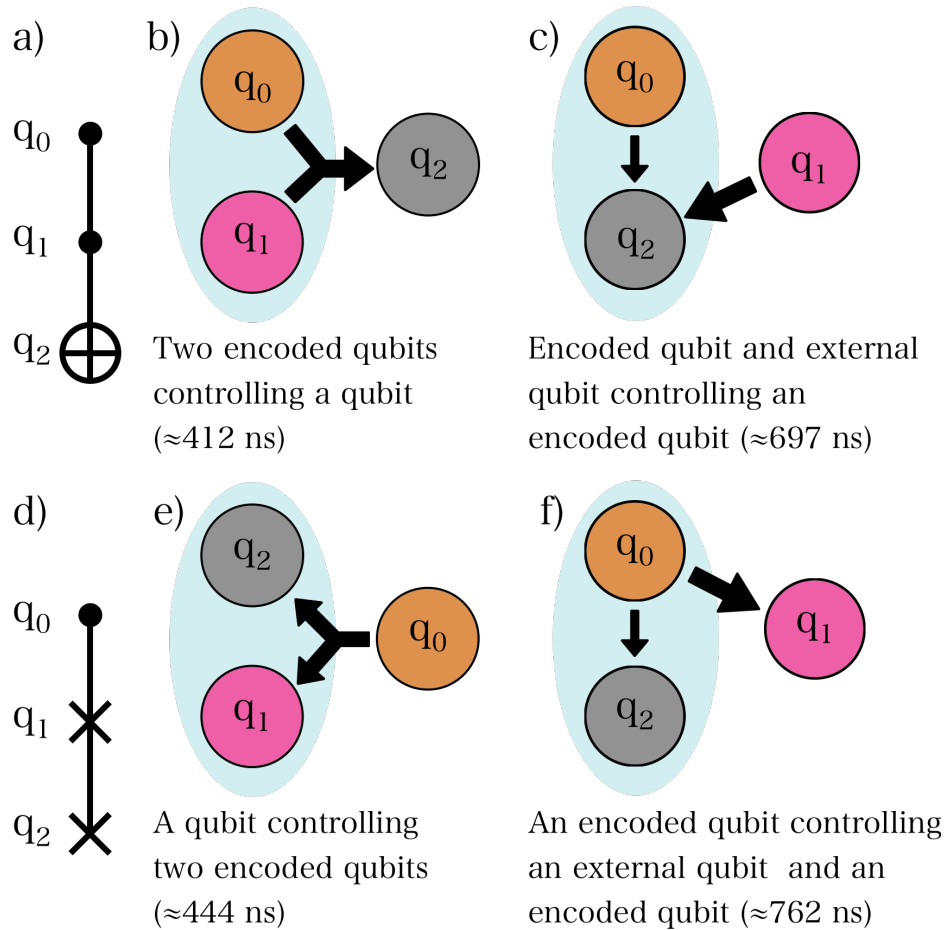 a)
q₀
q₁
q₂
b)
q₀
q₂
q₁
Two encoded qubits
controlling a qubit
(≈412 ns)
c)
q₀
q₁
q₂
Encoded qubit and external
qubit controlling an
encoded qubit (≈697 ns)
d)
q₀
q₁
q₂
e)
q₂
q₀
q₁
A qubit controlling
two encoded qubits
(≈444 ns)
f)
q₀
q₁
q₂
An encoded qubit controlling
an external qubit and an
encoded qubit (≈762 ns)